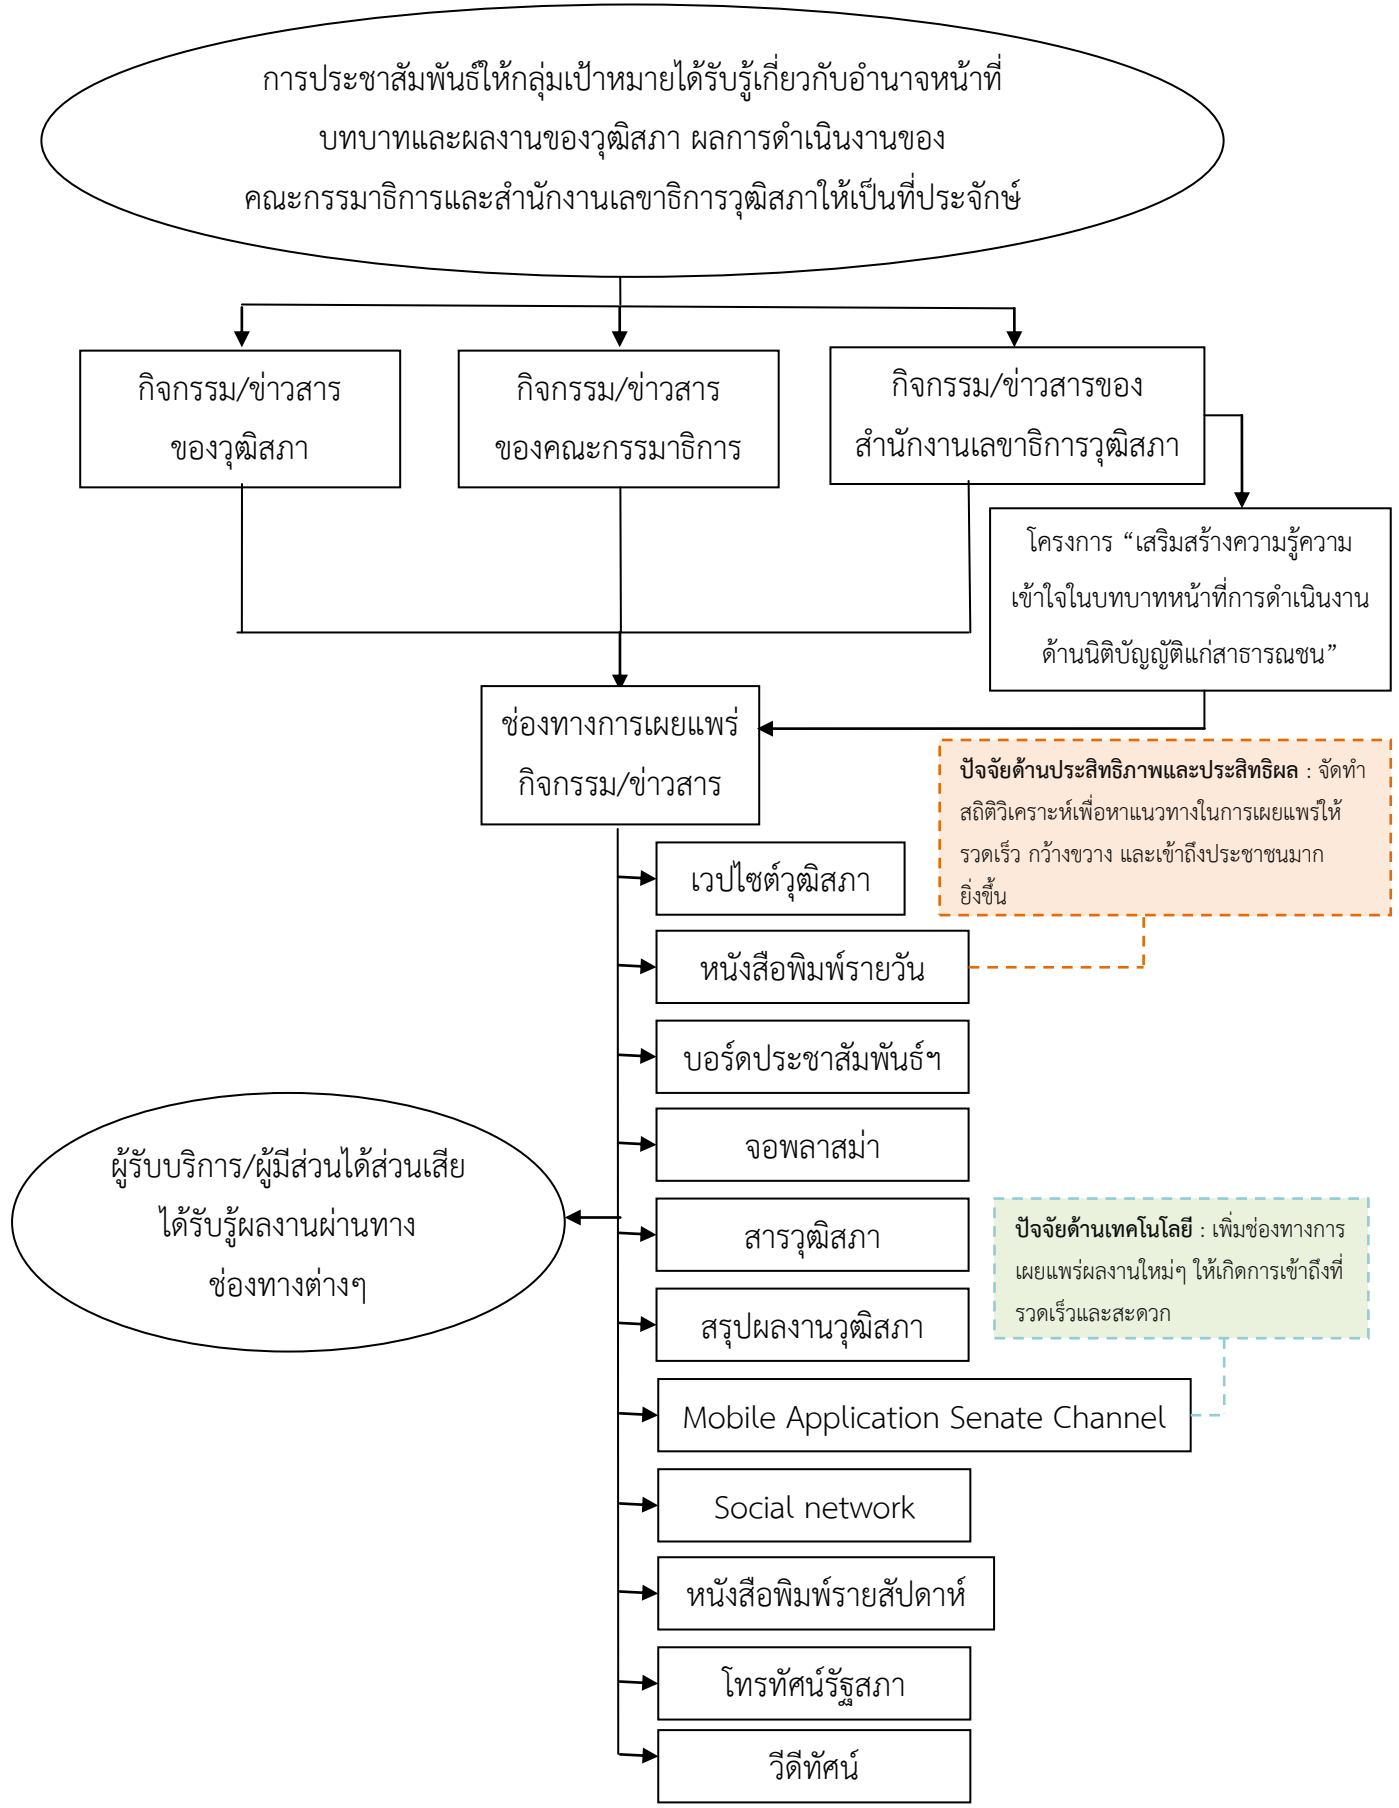 การประชาสัมพันธ์ให้กลุ่มเป้าหมายได้รับรู้เกี่ยวกับอำนาจหน้าที่
บทบาทและผลงานของวุฒิสภา ผลการดำเนินงานของ
คณะกรรมาธิการและสำนักงานเลขาธิการวุฒิสภาให้เป็นที่ประจักษ์
กิจกรรม/ข่าวสาร
ของวุฒิสภา
กิจกรรม/ข่าวสาร
ของคณะกรรมาธิการ
กิจกรรม/ข่าวสารของ
สำนักงานเลขาธิการวุฒิสภา
โครงการ “เสริมสร้างความรู้ความ
เข้าใจในบทบาทหน้าที่การดำเนินงาน
ด้านนิติบัญญัติแก่สาธารณชน”
ช่องทางการเผยแพร่
กิจกรรม/ข่าวสาร
ปัจจัยด้านประสิทธิภาพและประสิทธิผล : จัดทำ
สถิติวิเคราะห์เพื่อหาแนวทางในการเผยแพร่ให้
รวดเร็ว กว้างขวาง และเข้าถึงประชาชนมาก
ยิ่งขึ้น
เวปไซต์วุฒิสภา
หนังสือพิมพ์รายวัน
บอร์ดประชาสัมพันธ์ฯ
จอพลาสม่า
ผู้รับบริการ/ผู้มีส่วนได้ส่วนเสีย
ได้รับรู้ผลงานผ่านทาง
ช่องทางต่างๆ
สารวุฒิสภา
ปัจจัยด้านเทคโนโลยี : เพิ่มช่องทางการ
เผยแพร่ผลงานใหม่ๆ ให้เกิดการเข้าถึงที่
รวดเร็วและสะดวก
สรุปผลงานวุฒิสภา
Mobile Application Senate Channel
Social network
หนังสือพิมพ์รายสัปดาห์
โทรทัศน์รัฐสภา
วีดีทัศน์